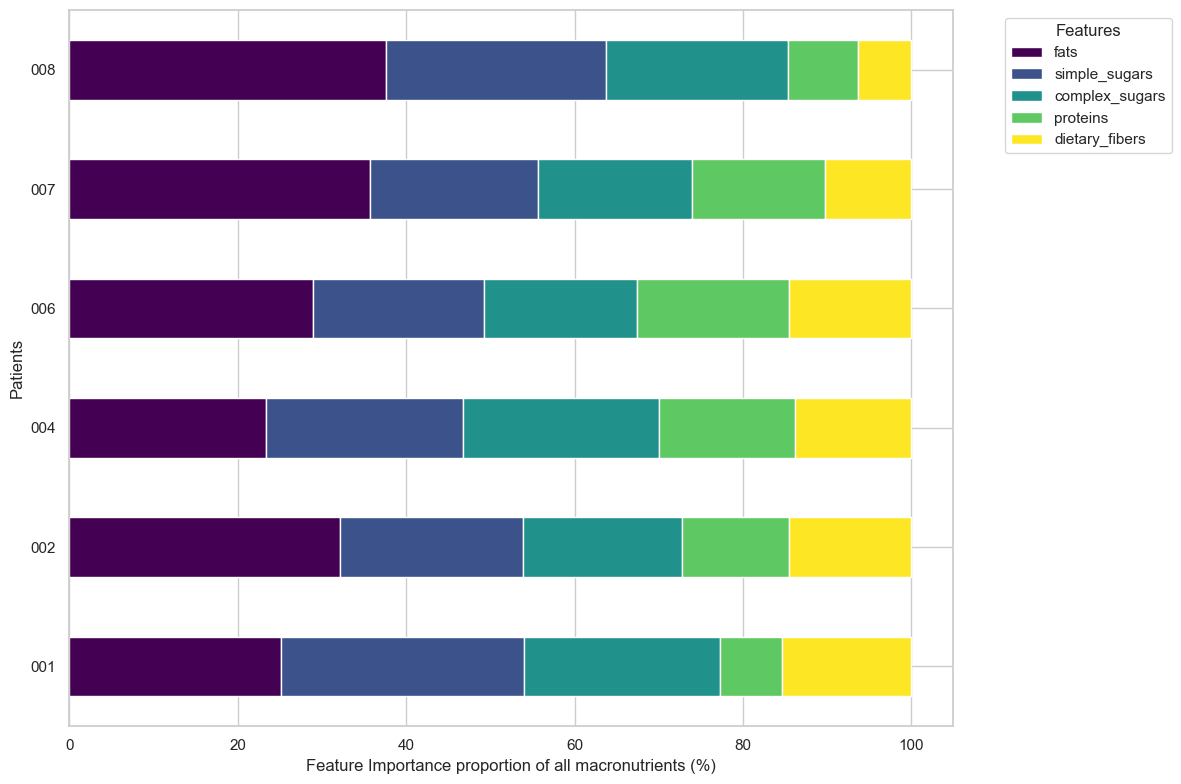 Features
fats
simple_sugars
complex_sugars
proteins
dietary_fibers
Patients
008
007
006
004
002
001
0 20 40 60 80 100
Feature Importance proportion of all macronutrients (%)